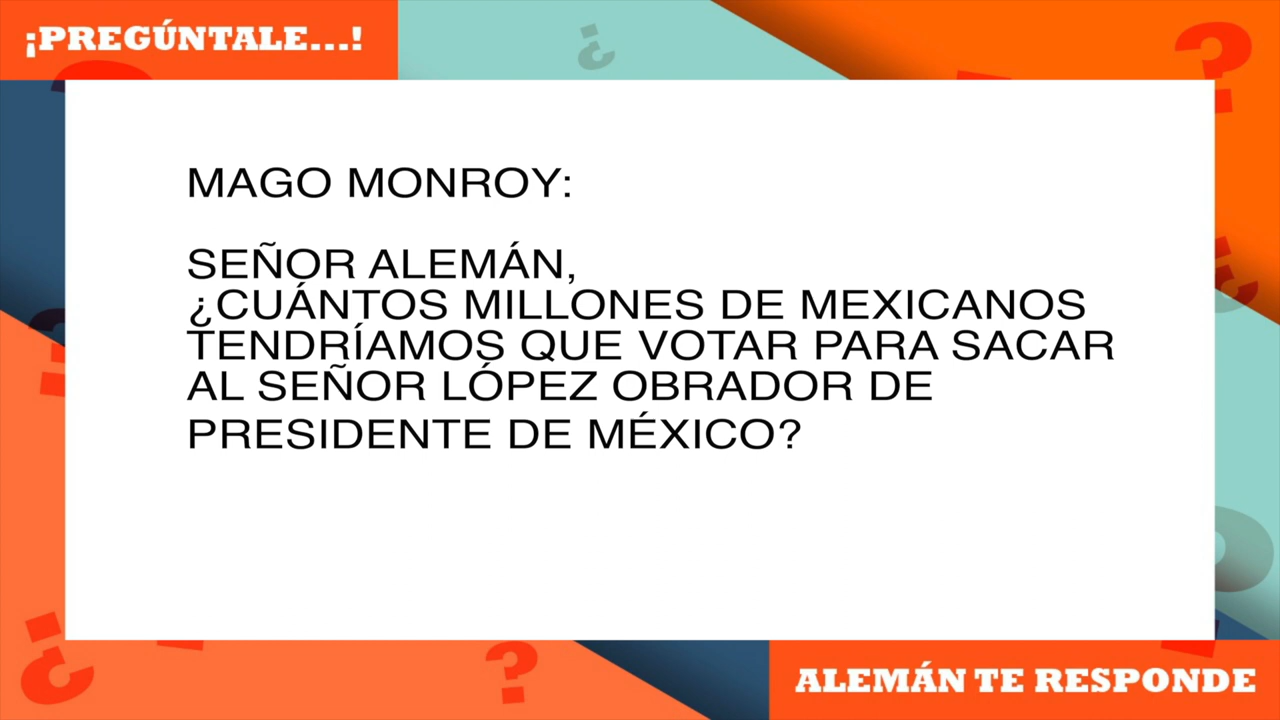 ¡PREGÚNTALE...!
MAGO MONROY:
SEÑOR ALEMÁN,
¿CUÁNTOS MILLONES DE MEXICANOS
TENDRÍAMOS QUE VOTAR PARA SACAR
AL SEÑOR LÓPEZ OBRADOR DE
PRESIDENTE DE MÉXICO?
ALEMÁN TE RESPONDE